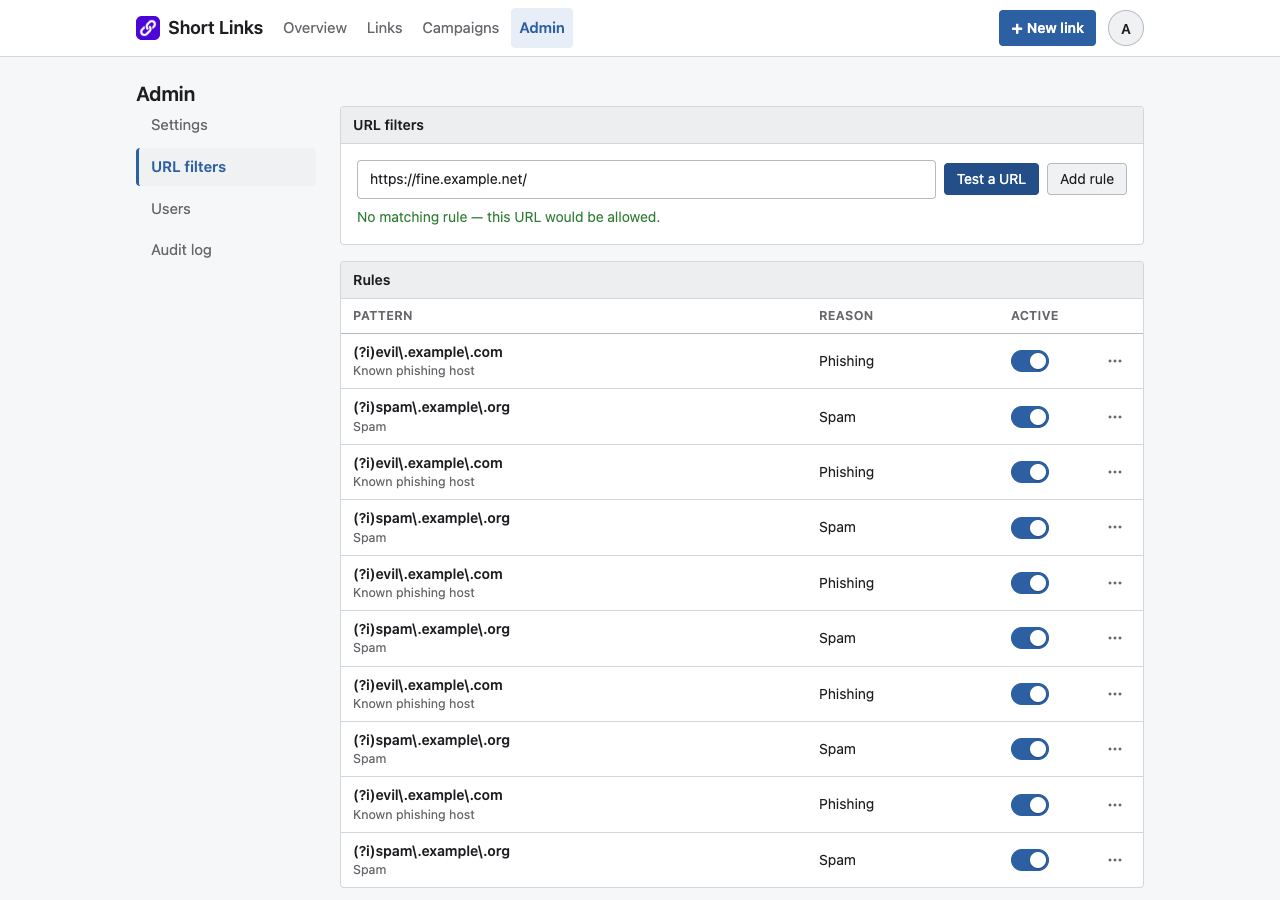 Short Links Overview Links Campaigns Admin + New link A
Admin
Settings
URL filters
Users
Audit log
URL filters
https://fine.example.net/ Test a URL Add rule
No matching rule — this URL would be allowed.
Rules
PATTERN REASON ACTIVE
(?i)evil\.example\.com
Known phishing host
Phishing
(?i)spam\.example\.org
Spam
Spam
(?i)evil\.example\.com
Known phishing host
Phishing
(?i)spam\.example\.org
Spam
Spam
(?i)evil\.example\.com
Known phishing host
Phishing
(?i)spam\.example\.org
Spam
Spam
(?i)evil\.example\.com
Known phishing host
Phishing
(?i)spam\.example\.org
Spam
Spam
(?i)evil\.example\.com
Known phishing host
Phishing
(?i)spam\.example\.org
Spam
Spam